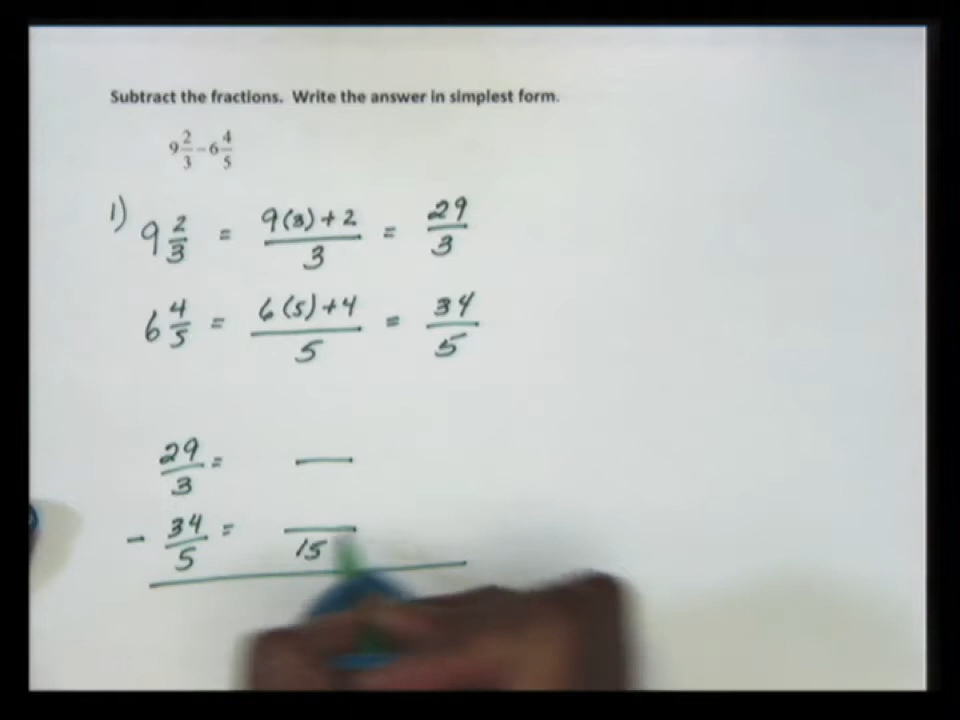 Subtract the fractions. Write the answer in simplest form.
9 2/3 - 6 4/5
1) 9 2/3 = 9(3)+2/3 = 29/3
6 4/5 = 6(5)+4/5 = 34/5
29/3 =
- 34/5 = /15